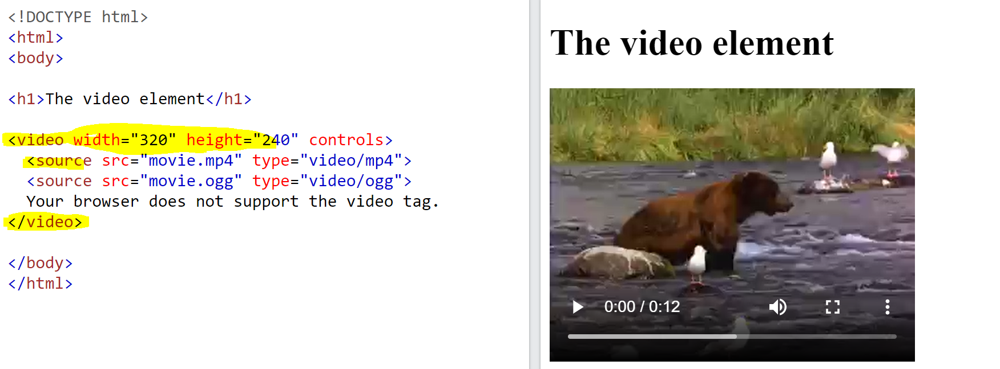 <!DOCTYPE html>
<html>
<body>
<h1>The video element</h1>
<video width="320" height="240" controls>
  <source src="movie.mp4" type="video/mp4">
  <source src="movie.ogg" type="video/ogg">
  Your browser does not support the video tag.
</video>
</body>
</html>
The video element
0:00 / 0:12